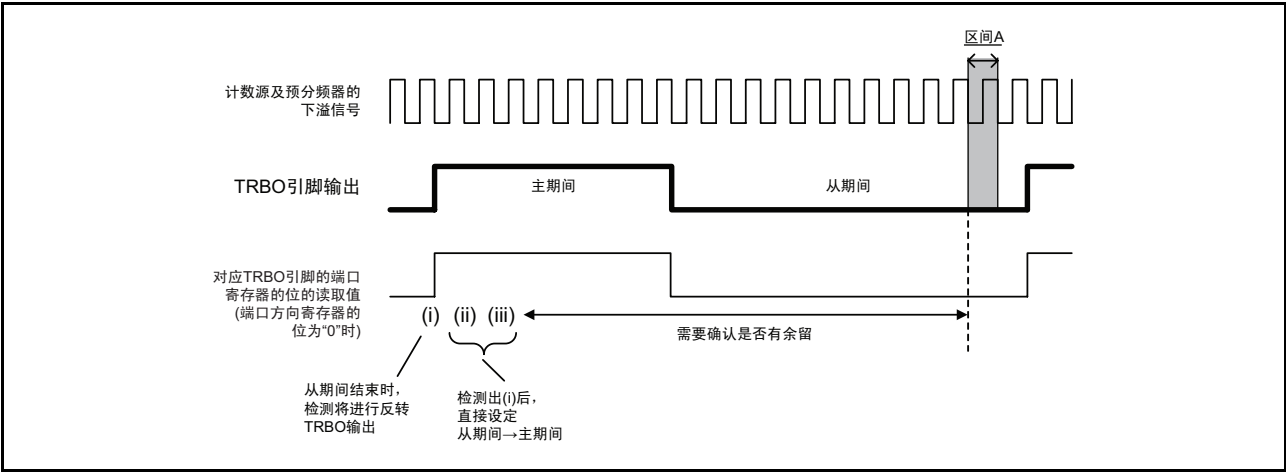 区间A
计数源及预分频器的
下溢信号
TRBO引脚输出
主期间
从期间
对应TRBO引脚的端口
寄存器的位的读取值
(端口方向寄存器的
位为“0”时)
(i) (ii) (iii)
需要确认是否有余留
从期间结束时，
检测将进行反转
TRBO输出
检测出(i)后，
直接设定
从期间→主期间